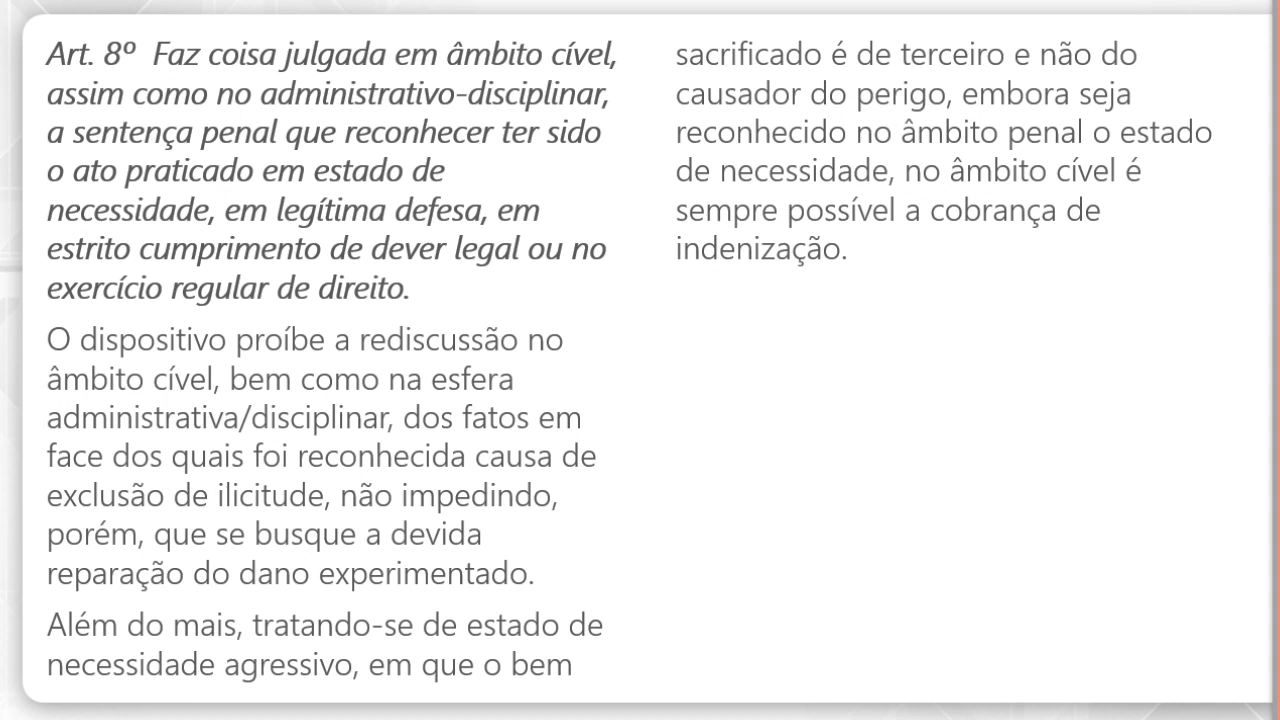 Art. 8º  Faz coisa julgada em âmbito cível,
assim como no administrativo-disciplinar,
a sentença penal que reconhecer ter sido
o ato praticado em estado de
necessidade, em legítima defesa, em
estrito cumprimento de dever legal ou no
exercício regular de direito.
O dispositivo proíbe a rediscussão no
âmbito cível, bem como na esfera
administrativa/disciplinar, dos fatos em
face dos quais foi reconhecida causa de
exclusão de ilicitude, não impedindo,
porém, que se busque a devida
reparação do dano experimentado.
Além do mais, tratando-se de estado de
necessidade agressivo, em que o bem
sacrificado é de terceiro e não do
causador do perigo, embora seja
reconhecido no âmbito penal o estado
de necessidade, no âmbito cível é
sempre possível a cobrança de
indenização.